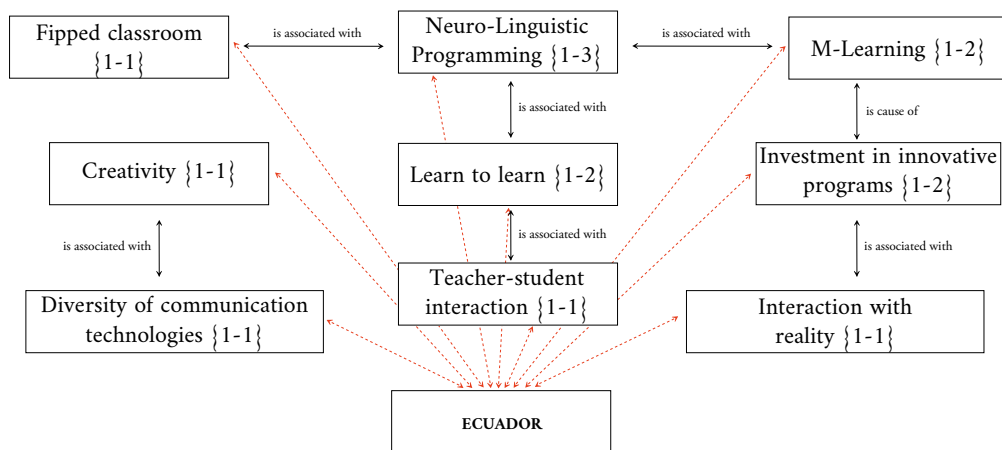 Fipped classroom
{1-1}
is associated with
Neuro-Linguistic
Programming {1-3}
is associated with
M-Learning {1-2}
is associated with
is cause of
Creativity {1-1}
Learn to learn {1-2}
Investment in innovative
programs {1-2}
is associated with
is associated with
is associated with
Diversity of communication
technologies {1-1}
Teacher-student
interaction {1-1}
Interaction with
reality {1-1}
ECUADOR